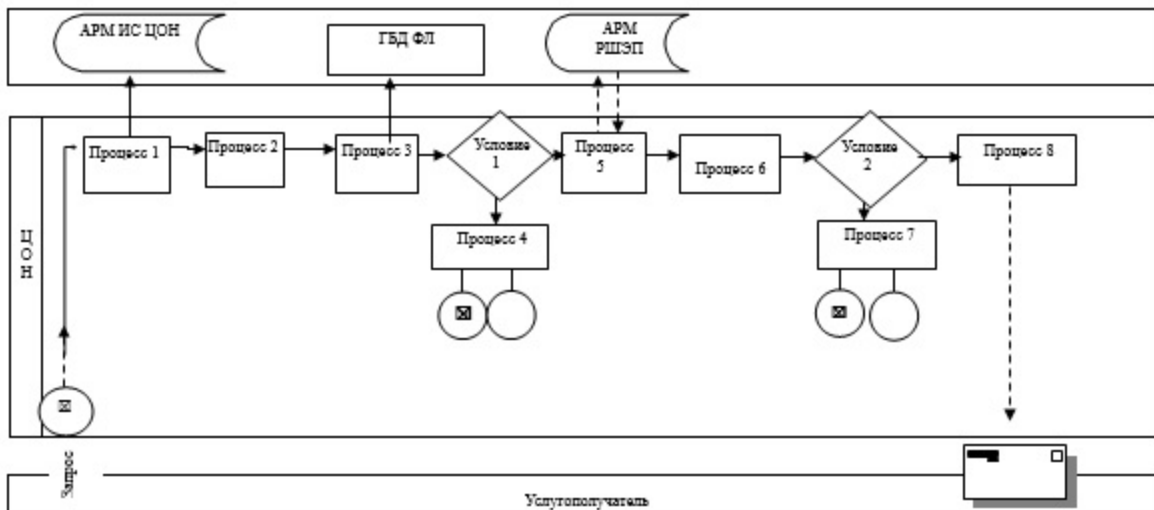 АРМ ИС ЦОН
ГБД ФЛ
АРМ
РШЭП
Процесс 1
Процесс 2
Процесс 3
Условие
1
Процесс
5
Процесс 6
Условие
2
Процесс 8
Процесс 4
Процесс 7
Ц
О
Н
Запрос
Услугополучатель